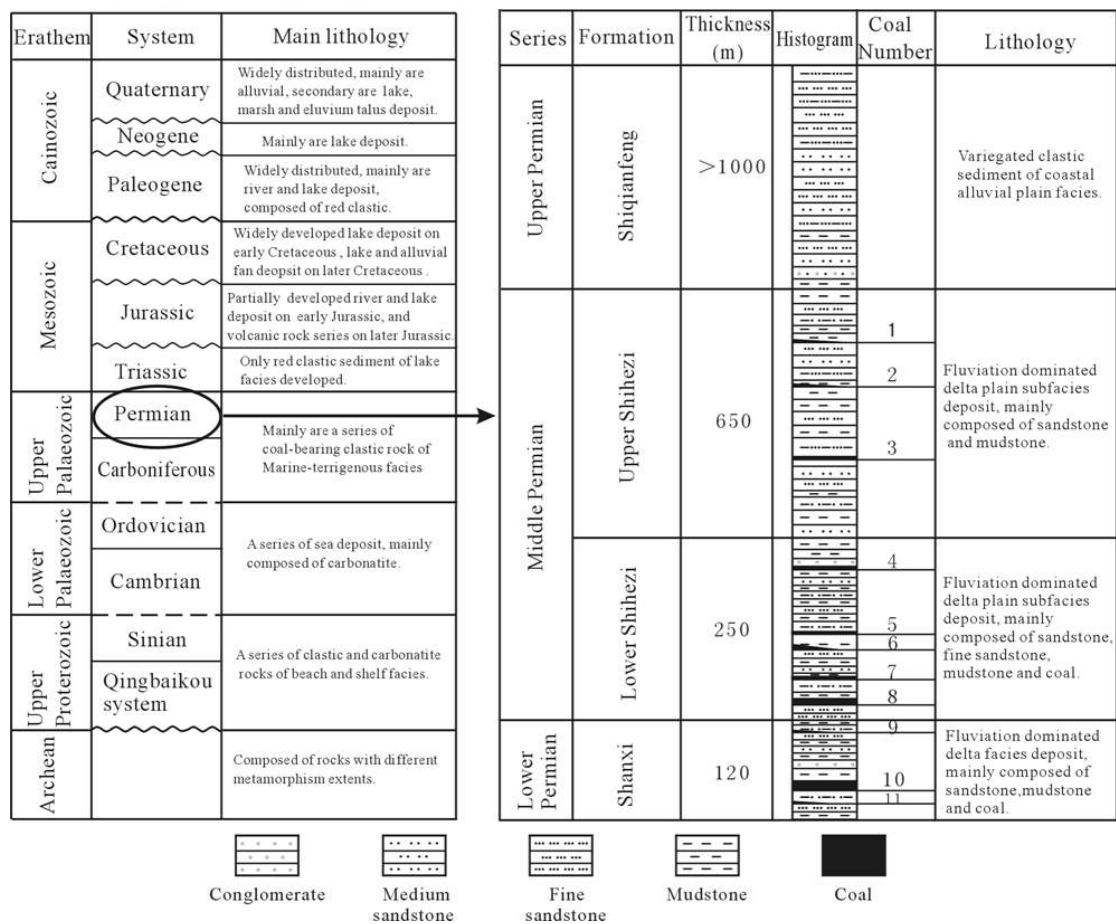 Erathem System Main lithology
Cainozoic
Quaternary
Widely distributed, mainly are
alluvial, secondary are lake,
marsh and eluvium talus deposit.
Neogene
Mainly are lake deposit.
Paleogene
Widely distributed, mainly are
river and lake deposit,
composed of red clastic.
Mesozoic
Cretaceous
Widely developed lake deposit on
early Cretaceous , lake and alluvial
fan deopsit on later Cretaceous .
Jurassic
Partially developed river and lake
deposit on early Jurassic, and
volcanic rock series on later Jurassic.
Triassic
Only red clastic sediment of lake
facies developed.
Upper
Palaeozoic
Permian
Carboniferous
Mainly are a series of
coal-bearing clastic rock of
Marine-terrigenous facies
Lower
Palaeozoic
Ordovician
Cambrian
A series of sea deposit, mainly
composed of carbonatite.
Upper
Proterozoic
Sinian
Qingbaikou
system
A series of clastic and carbonatite
rocks of beach and shelf facies.
Archean
Composed of rocks with different
metamorphism extents.
Series Formation Thickness
(m) Histogram Coal
Number Lithology
Upper Permian
Shiqianfeng
>1000
Variegated clastic
sediment of coastal
alluvial plain facies.
Middle Permian
Upper Shihezi
650
1
2
3
Fluviation dominated
delta plain subfacies
deposit, mainly
composed of sandstone
and mudstone.
Lower Shihezi
250
4
5
6
7
8
Fluviation dominated
delta plain subfacies
deposit, mainly
composed of sandstone,
fine sandstone,
mudstone and coal.
Lower
Permian
Shanxi
120
9
10
11
Fluviation dominated
delta facies deposit,
mainly composed of
sandstone,mudstone
and coal.
Conglomerate
Medium
sandstone
Fine
sandstone
Mudstone
Coal